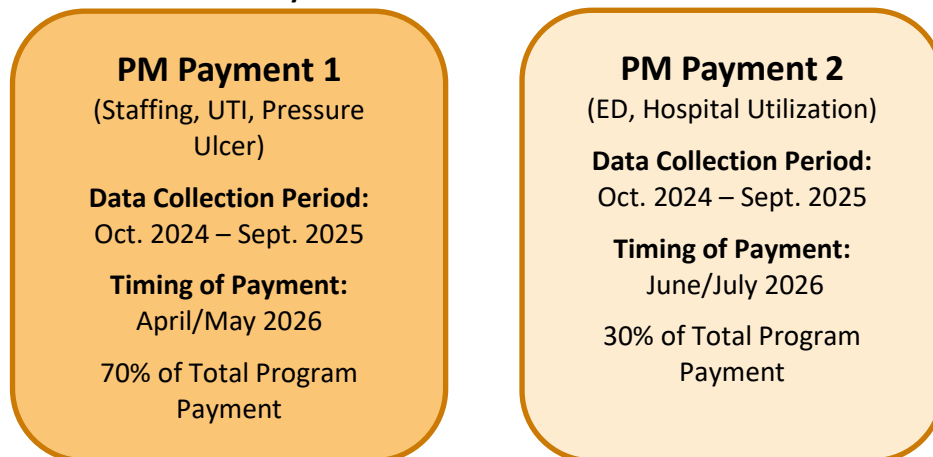 PM Payment 1
(Staffing, UTI, Pressure
Ulcer)
Data Collection Period:
Oct. 2024 – Sept. 2025
Timing of Payment:
April/May 2026
70% of Total Program
Payment
PM Payment 2
(ED, Hospital Utilization)
Data Collection Period:
Oct. 2024 – Sept. 2025
Timing of Payment:
June/July 2026
30% of Total Program
Payment